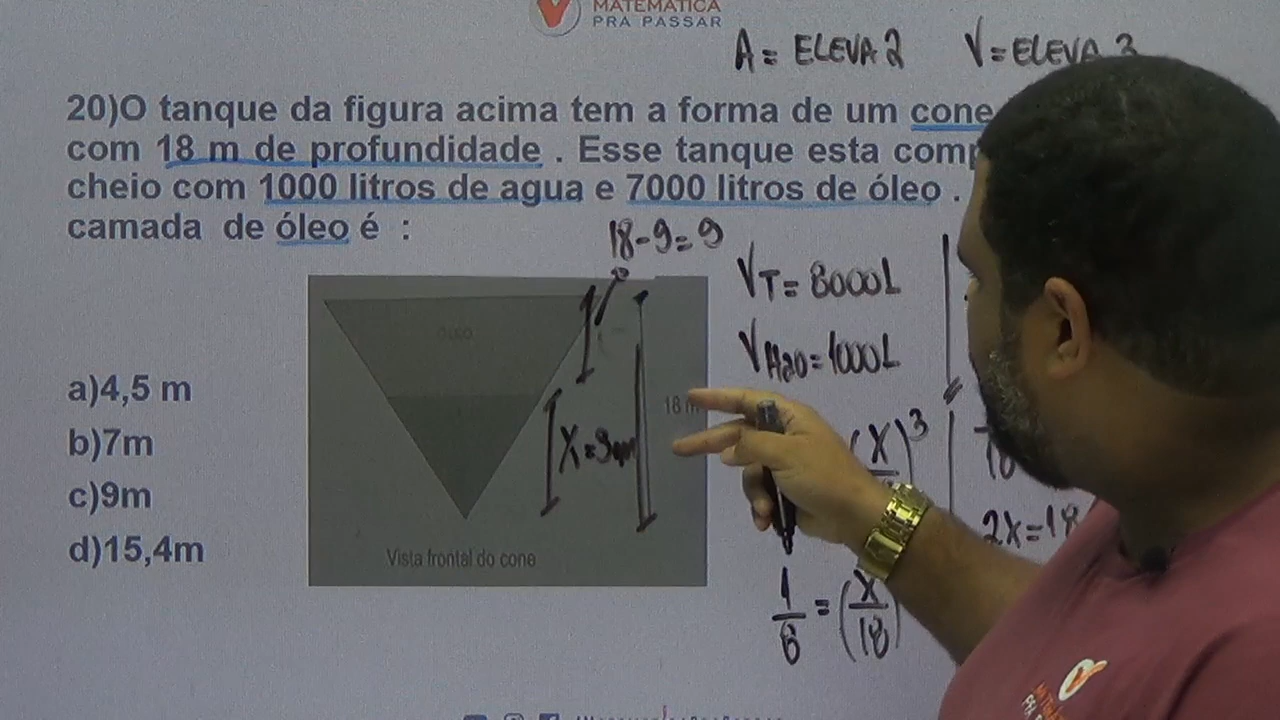 MATEMÁTICA
PRA PASSAR
A = ELEVA 2 V = ELEVA 3
20)O tanque da figura acima tem a forma de um cone
com 18 m de profundidade . Esse tanque esta
cheio com 1000 litros de agua e 7000 litros de óleo .
camada de óleo é :
18-9=9
VT = 8000L
VH2O = 1000L
a)4,5 m
b)7m
c)9m
d)15,4m
18 m
X = 9m
(X)³
2X=18
1/8 = (X/18)
Vista frontal do cone